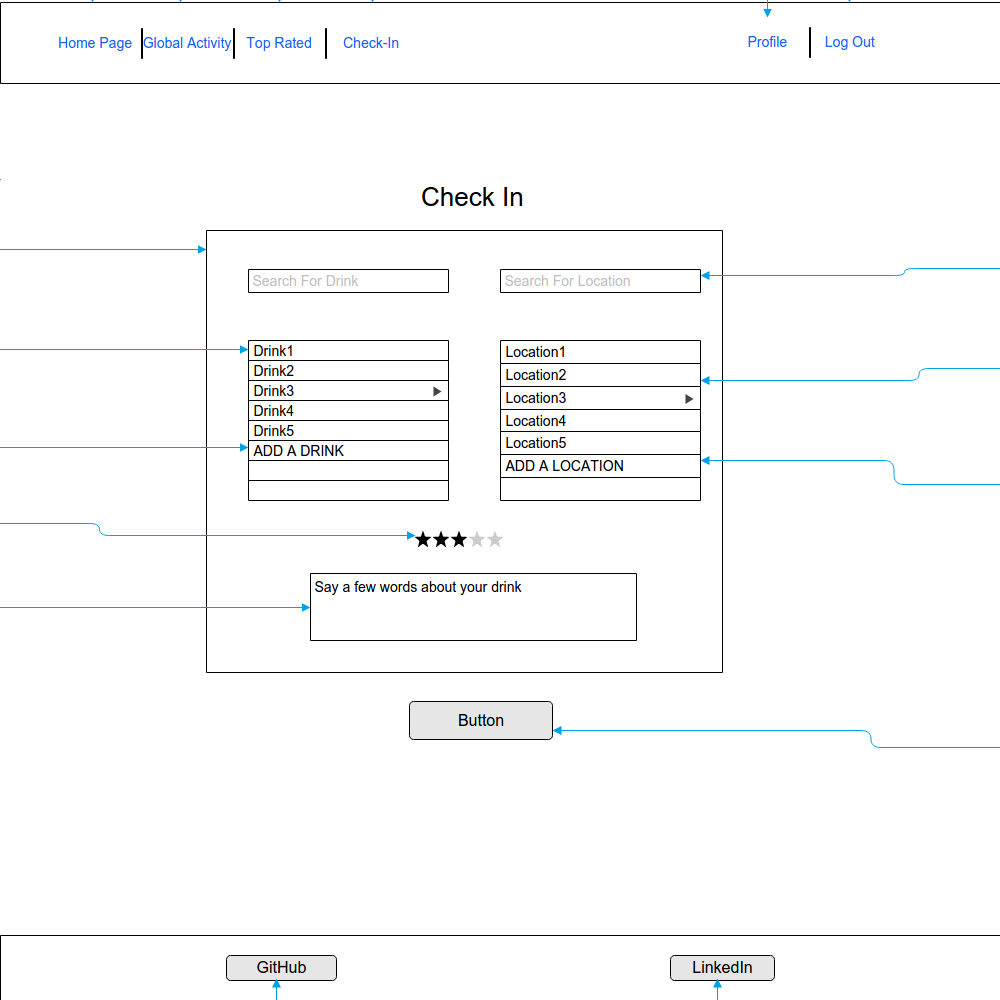 Home Page Global Activity Top Rated Check-In Profile Log Out
Check In
Search For Drink
Search For Location
Drink1
Drink2
Drink3
Drink4
Drink5
ADD A DRINK
Location1
Location2
Location3
Location4
Location5
ADD A LOCATION
Say a few words about your drink
Button
GitHub
LinkedIn